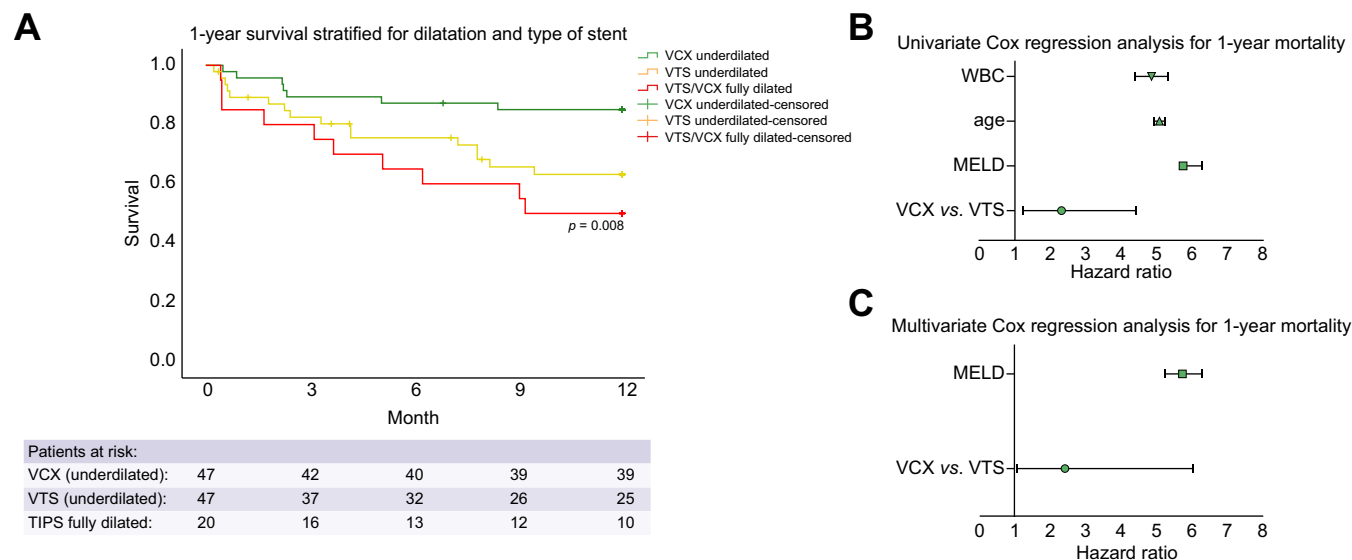 A
1-year survival stratified for dilatation and type of stent
1.0
0.8
0.6
0.4
0.2
0.0
Survival
VCX underdilated
VTS underdilated
VTS/VCX fully dilated
VCX underdilated-censored
VTS underdilated-censored
VTS/VCX fully dilated-censored
p = 0.008
0 3 6 9 12
Month
Patients at risk:
VCX (underdilated): 47 42 40 39 39
VTS (underdilated): 47 37 32 26 25
TIPS fully dilated: 20 16 13 12 10
B
Univariate Cox regression analysis for 1-year mortality
WBC
age
MELD
VCX vs. VTS
0 1 2 3 4 5 6 7 8
Hazard ratio
C
Multivariate Cox regression analysis for 1-year mortality
MELD
VCX vs. VTS
0 1 2 3 4 5 6 7 8
Hazard ratio